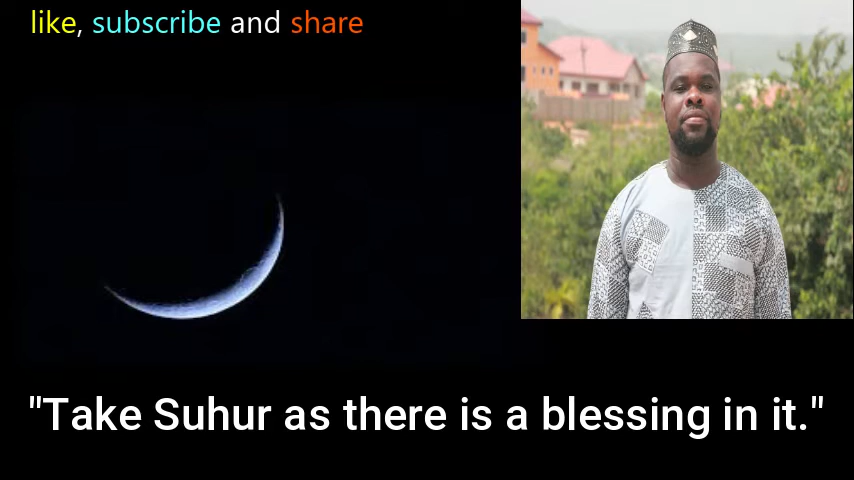 like, subscribe and share
"Take Suhur as there is a blessing in it."